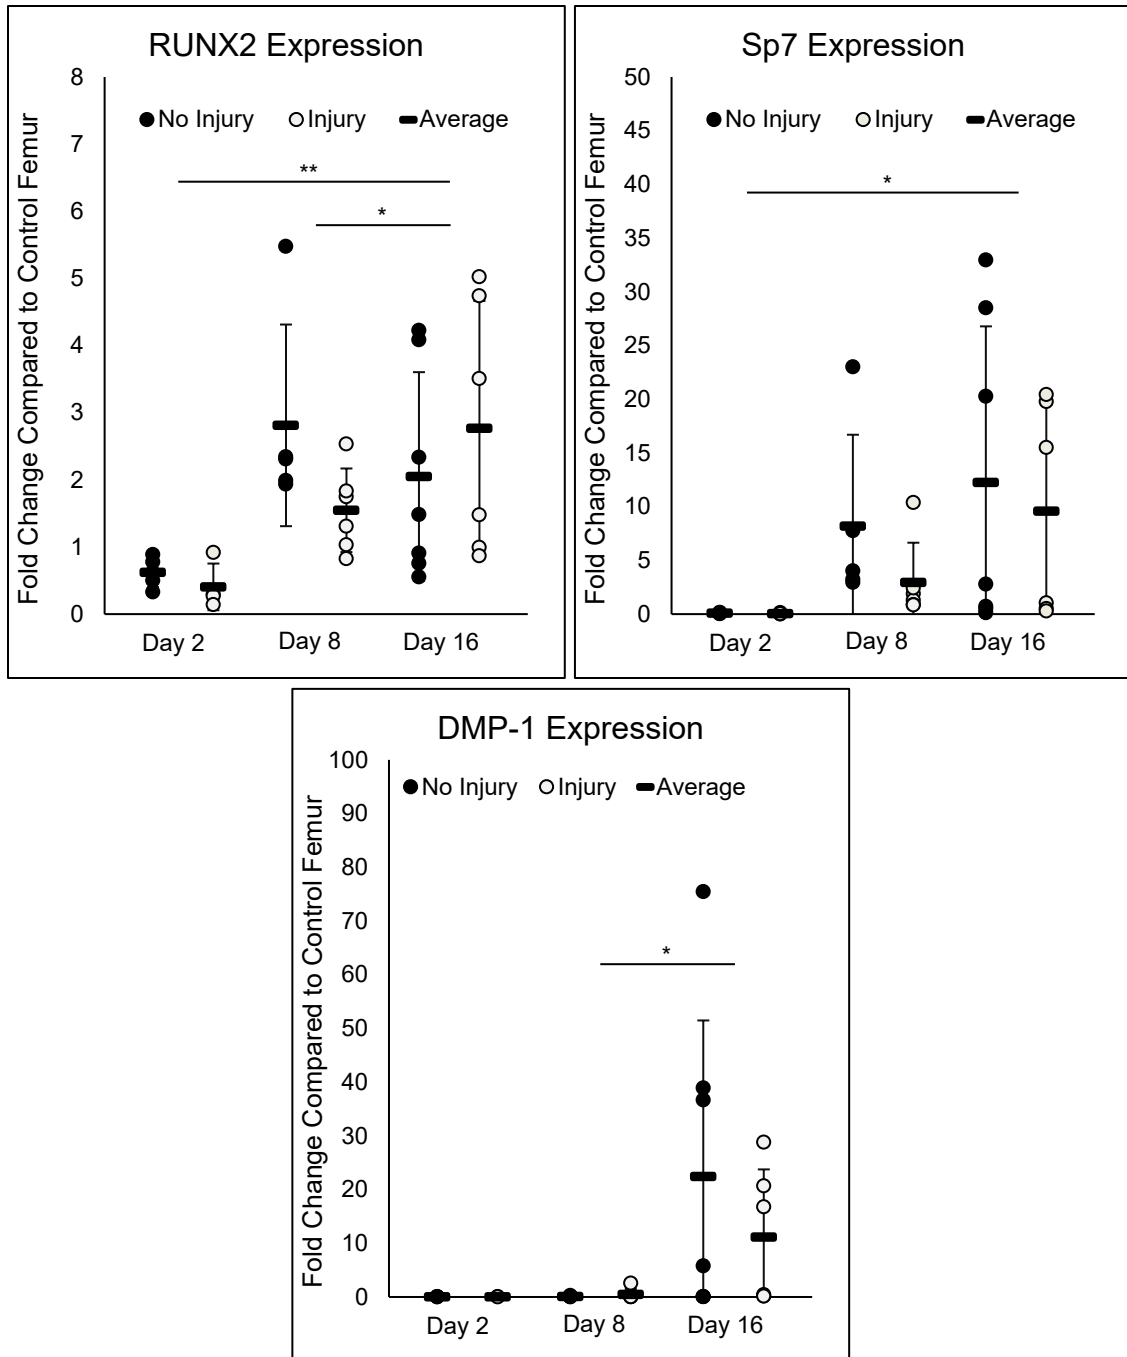 RUNX2 Expression
Fold Change Compared to Control Femur
8
7
6
5
4
3
2
1
0
No Injury Injury Average
**
*
Day 2 Day 8 Day 16
Sp7 Expression
Fold Change Compared to Control Femur
50
45
40
35
30
25
20
15
10
5
0
No Injury Injury Average
*
Day 2 Day 8 Day 16
DMP-1 Expression
Fold Change Compared to Control Femur
100
90
80
70
60
50
40
30
20
10
0
No Injury Injury Average
*
Day 2 Day 8 Day 16